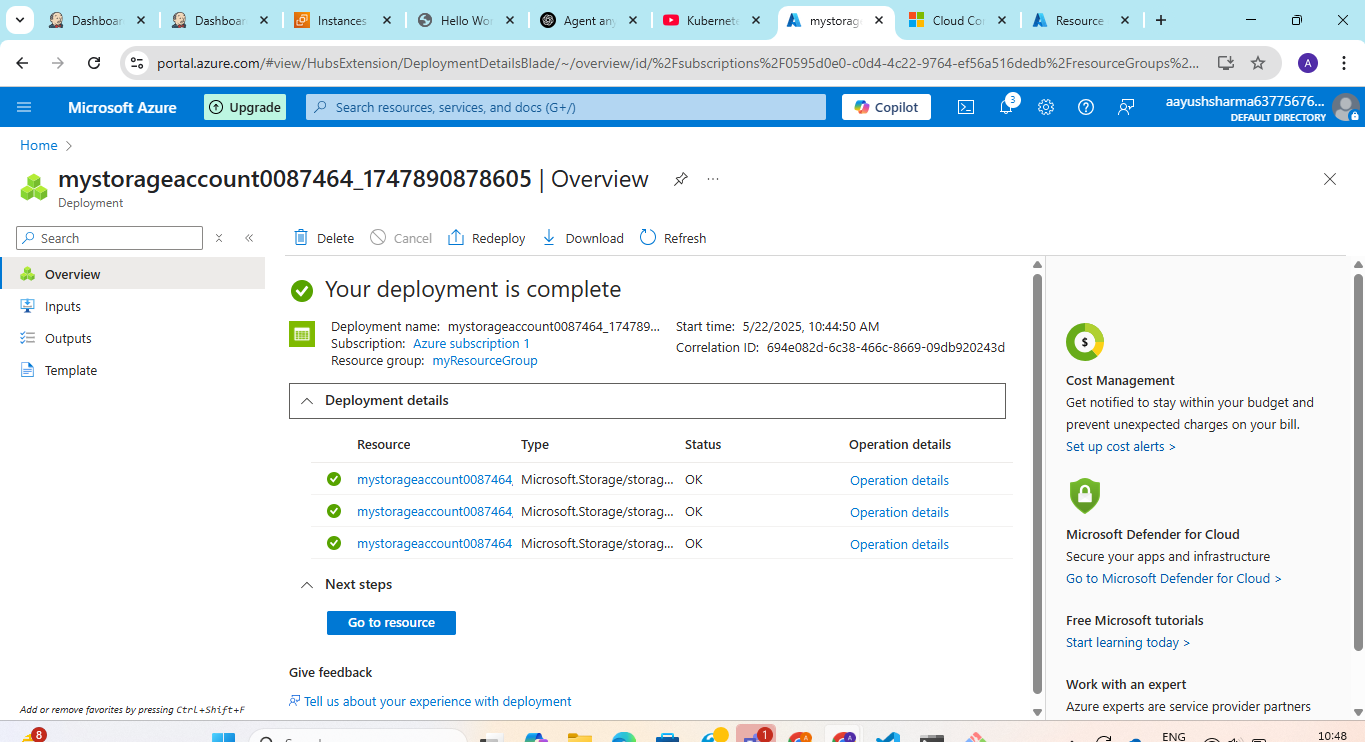 Dashboar
Dashboar
Instances
Hello Wor
Agent any
Kubernet
mystorag
Cloud Co
Resource
portal.azure.com/#view/HubsExtension/DeploymentDetailsBlade/~/overview/id/%2Fsubscriptions%2F0595d0e0-c0d4-4c22-9764-ef56a516dedb%2FresourceGroups%2...
A
Microsoft Azure
Upgrade
Search resources, services, and docs (G+/)
Copilot
3
aayushsharma63775676...
DEFAULT DIRECTORY
Home
mystorageaccount0087464_1747890878605 | Overview
Deployment
Search
Delete
Cancel
Redeploy
Download
Refresh
Overview
Inputs
Outputs
Template
Your deployment is complete
Deployment name: mystorageaccount0087464_174789...
Subscription: Azure subscription 1
Resource group: myResourceGroup
Start time: 5/22/2025, 10:44:50 AM
Correlation ID: 694e082d-6c38-466c-8669-09db920243d
Deployment details
Resource Type Status Operation details
mystorageaccount0087464, Microsoft.Storage/storag... OK Operation details
mystorageaccount0087464, Microsoft.Storage/storag... OK Operation details
mystorageaccount0087464 Microsoft.Storage/storag... OK Operation details
Next steps
Go to resource
Give feedback
Tell us about your experience with deployment
Cost Management
Get notified to stay within your budget and
prevent unexpected charges on your bill.
Set up cost alerts >
Microsoft Defender for Cloud
Secure your apps and infrastructure
Go to Microsoft Defender for Cloud >
Free Microsoft tutorials
Start learning today >
Work with an expert
Azure experts are service provider partners
Add or remove favorites by pressing Ctrl+Shift+F
8
1
ENG
10:48